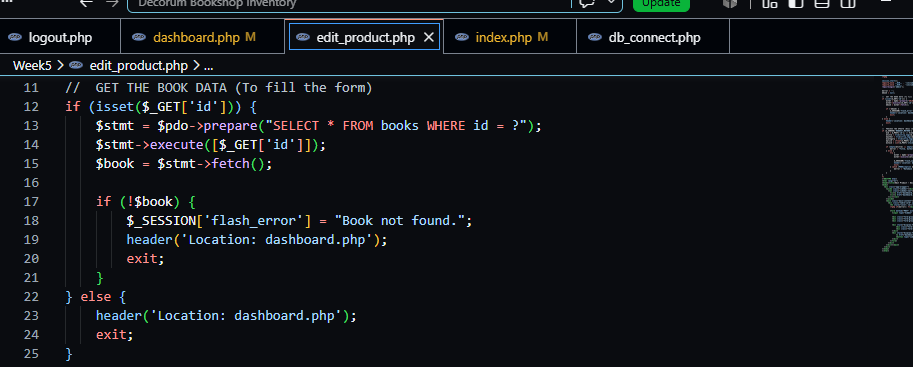 Decorum Bookshop Inventory
Update
logout.php
dashboard.php M
edit_product.php
index.php M
db_connect.php
Week5 > edit_product.php > ...
11 //  GET THE BOOK DATA (To fill the form)
12 if (isset($_GET['id'])) {
13     $stmt = $pdo->prepare("SELECT * FROM books WHERE id = ?");
14     $stmt->execute([$_GET['id']]);
15     $book = $stmt->fetch();
16
17     if (!$book) {
18         $_SESSION['flash_error'] = "Book not found.";
19         header('Location: dashboard.php');
20         exit;
21     }
22 } else {
23     header('Location: dashboard.php');
24     exit;
25 }